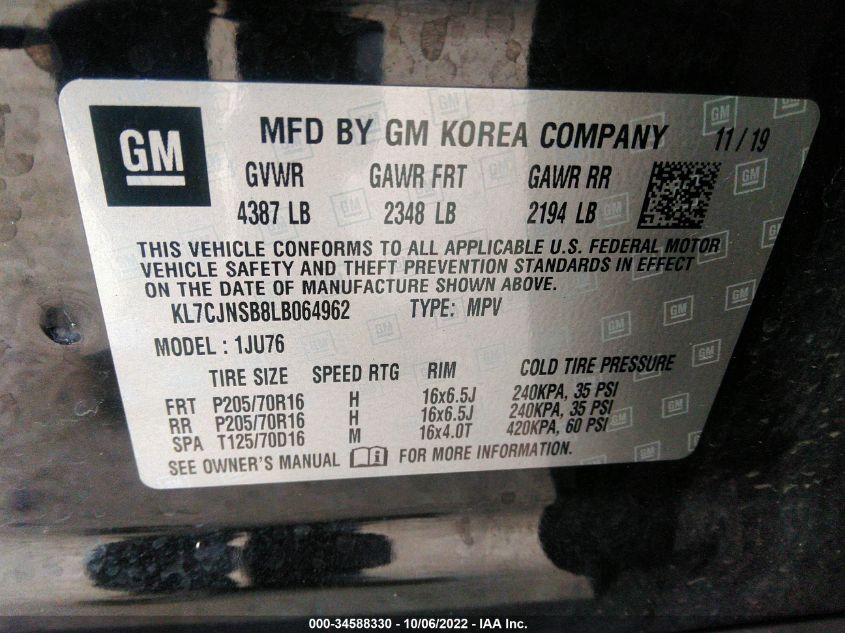 GM MFD BY GM KOREA COMPANY 11/19
GVWR GAWR FRT GAWR RR
4387 LB 2348 LB 2194 LB
THIS VEHICLE CONFORMS TO ALL APPLICABLE U.S. FEDERAL MOTOR
VEHICLE SAFETY AND THEFT PREVENTION STANDARDS IN EFFECT
ON THE DATE OF MANUFACTURE SHOWN ABOVE.
KL7CJNSB8LB064962 TYPE: MPV
MODEL : 1JU76
TIRE SIZE SPEED RTG RIM COLD TIRE PRESSURE
FRT P205/70R16 H 16x6.5J 240KPA, 35 PSI
RR P205/70R16 H 16x6.5J 240KPA, 35 PSI
SPA T125/70D16 M 16x4.0T 420KPA, 60 PSI
SEE OWNER'S MANUAL FOR MORE INFORMATION.
000-34588330 - 10/06/2022 - IAA Inc.